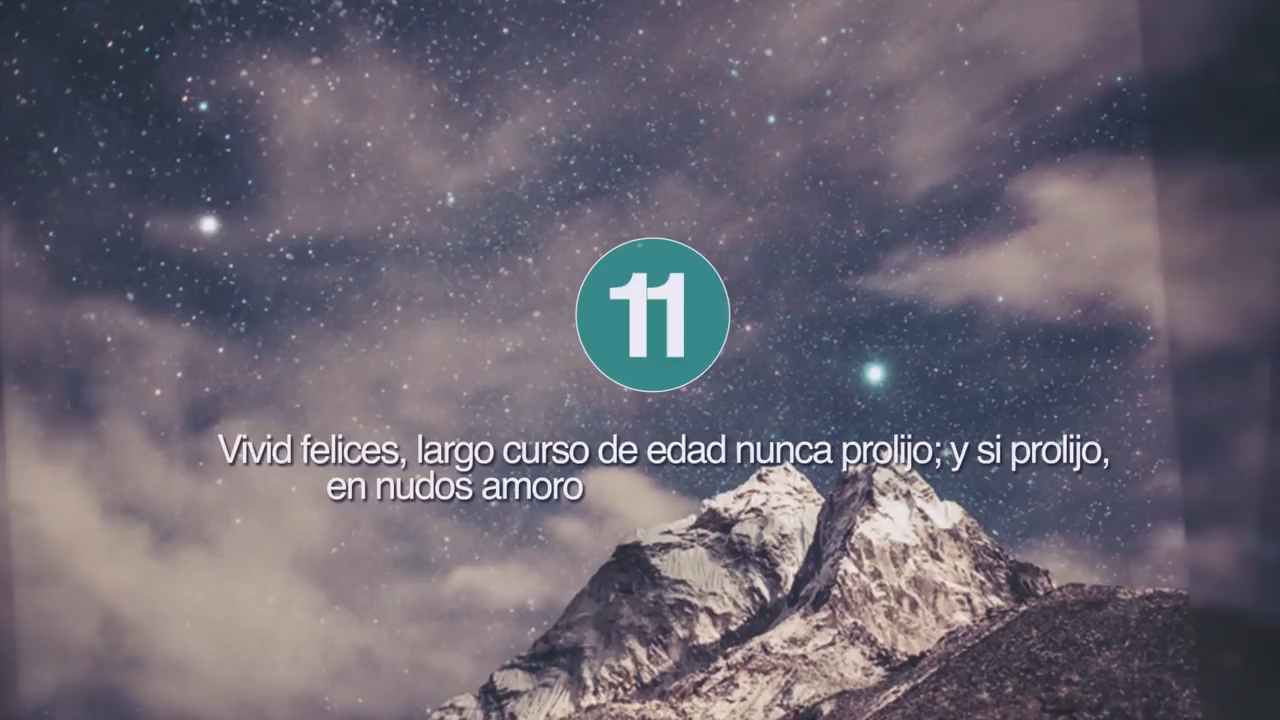 11
Vivid felices, largo curso de edad nunca prolijo; y si prolijo,
en nudos amoro